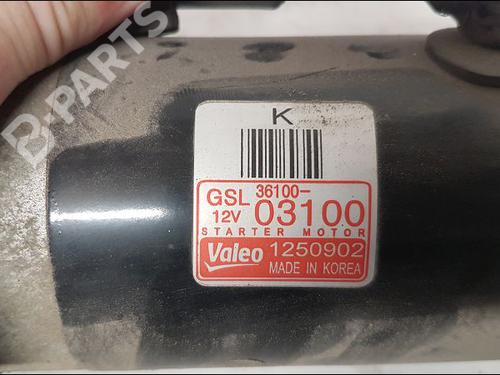 B-PARTS
K
GSL 36100-
12V 03100
STARTER MOTOR
Valeo 1250902
MADE IN KOREA